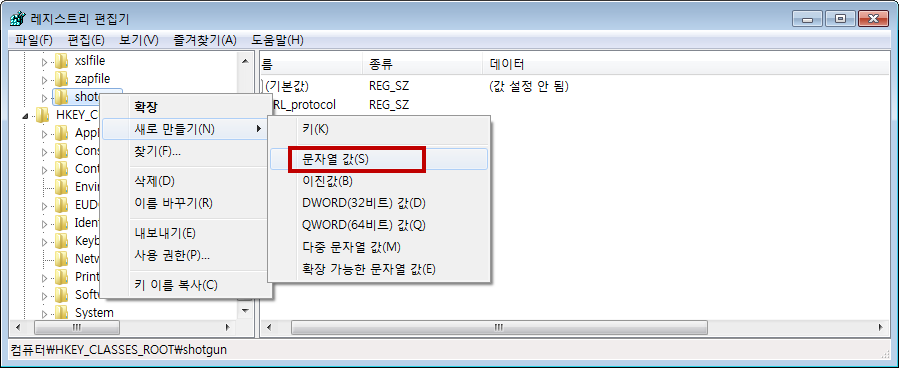 레지스트리 편집기
파일(F) 편집(E) 보기(V) 즐겨찾기(A) 도움말(H)
xslfile
zapfile
shot
HKEY_C
App
Cons
Cont
Envir
EUD
Ident
Keyb
Netw
Print
Softw
System
름 종류 데이터
(기본값) REG_SZ (값 설정 안 됨)
RL_protocol REG_SZ
확장
새로 만들기(N)
찾기(F)...
삭제(D)
이름 바꾸기(R)
내보내기(E)
사용 권한(P)...
키 이름 복사(C)
키(K)
문자열 값(S)
이진값(B)
DWORD(32비트) 값(D)
QWORD(64비트) 값(Q)
다중 문자열 값(M)
확장 가능한 문자열 값(E)
컴퓨터₩HKEY_CLASSES_ROOT₩shotgun